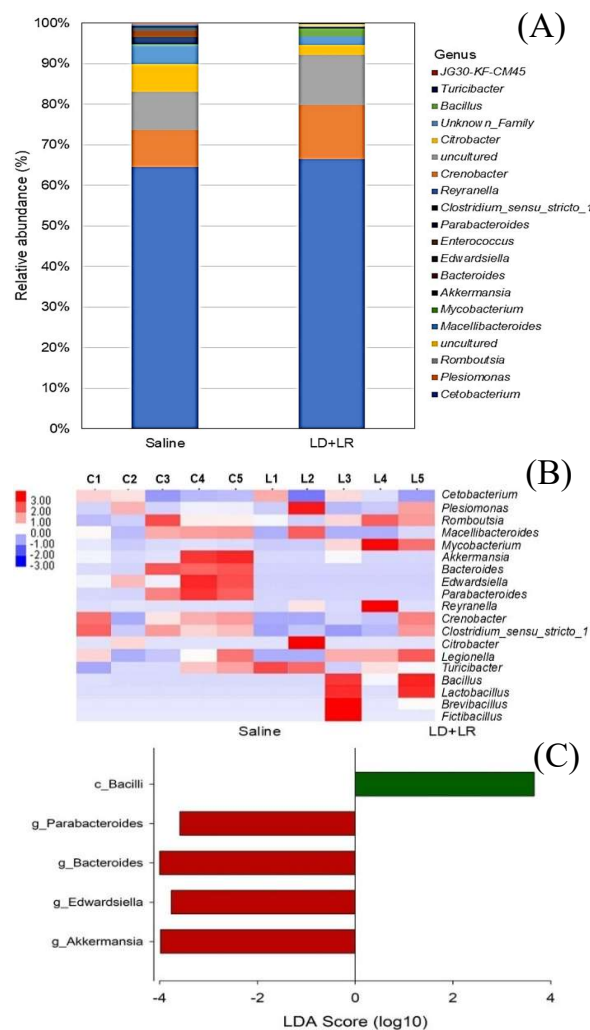 (A)
100%
90%
80%
70%
60%
50%
40%
30%
20%
10%
0%
Relative abundance (%)
Saline
LD+LR
Genus
JG30-KF-CM45
Turicibacter
Bacillus
Unknown_Family
Citrobacter
uncultured
Crenobacter
Reyranella
Clostridium_sensu_stricto_1
Parabacteroides
Enterococcus
Edwardsiella
Bacteroides
Akkermansia
Mycobacterium
Macellibacteroides
uncultured
Romboutsia
Plesiomonas
Cetobacterium
(B)
C1 C2 C3 C4 C5 L1 L2 L3 L4 L5
3.00
2.00
1.00
0.00
-1.00
-2.00
-3.00
Cetobacterium
Plesiomonas
Romboutsia
Macellibacteroides
Mycobacterium
Akkermansia
Bacteroides
Edwardsiella
Parabacteroides
Reyranella
Crenobacter
Clostridium_sensu_stricto_1
Citrobacter
Legionella
Turicibacter
Bacillus
Lactobacillus
Brevibacillus
Fictibacillus
Saline
LD+LR
(C)
c_Bacilli
g_Parabacteroides
g_Bacteroides
g_Edwardsiella
g_Akkermansia
-4 -2 0 2 4
LDA Score (log10)